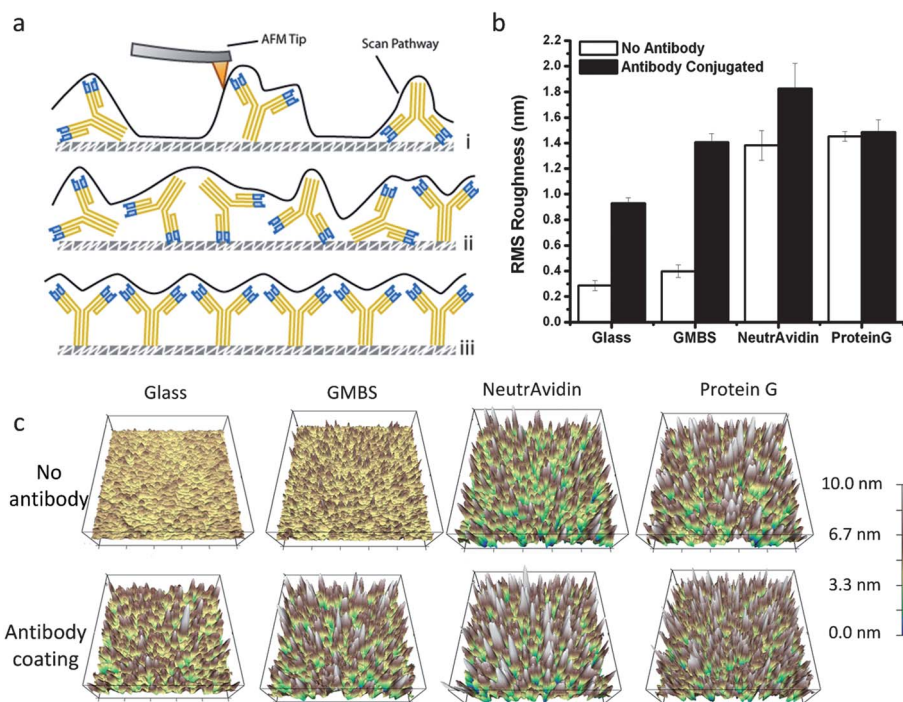 a
AFM Tip
Scan Pathway
i
ii
iii
b
RMS Roughness (nm)
2.2
2.0
1.8
1.6
1.4
1.2
1.0
0.8
0.6
0.4
0.2
0.0
No Antibody
Antibody Conjugated
Glass GMBS NeutrAvidin ProteinG
c
Glass GMBS NeutrAvidin Protein G
No
antibody
Antibody
coating
10.0 nm
6.7 nm
3.3 nm
0.0 nm